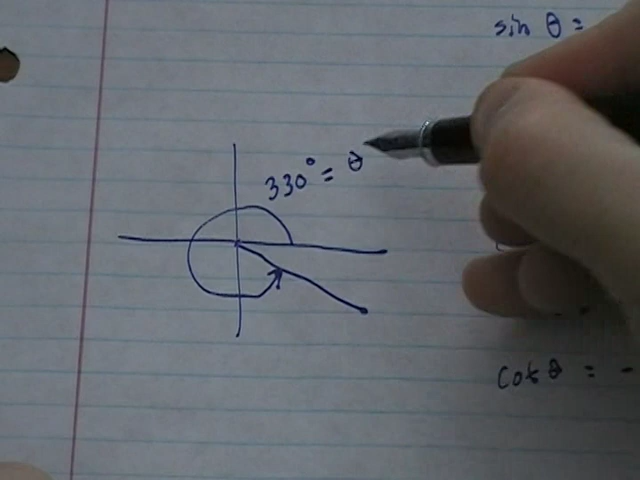 sin θ =
330° = θ
cot θ = -